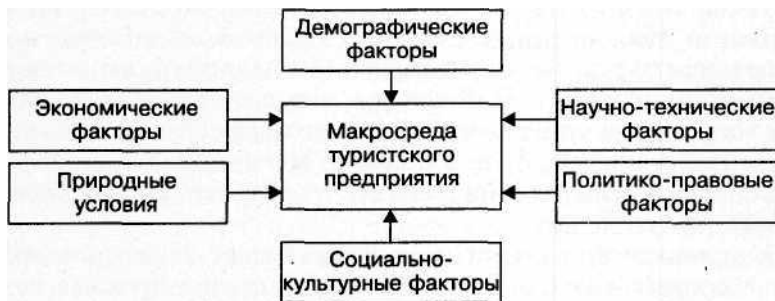 Демографические
факторы
Экономические
факторы
Научно-технические
факторы
Макросреда
туристского
предприятия
Природные
условия
Политико-правовые
факторы
Социально-
культурные факторы